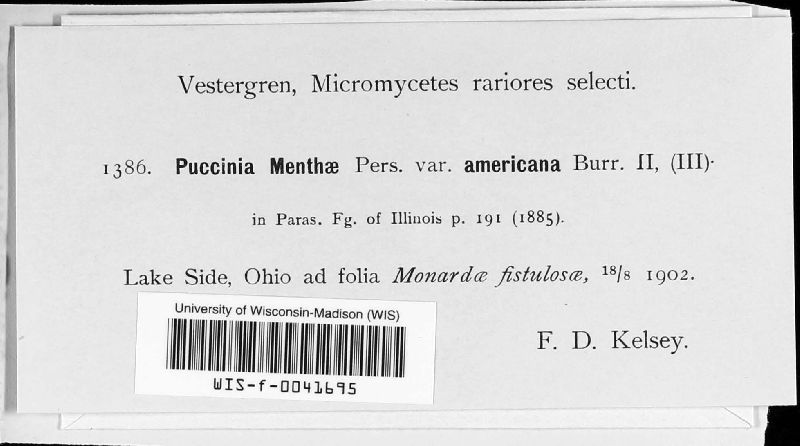 Vestergren, Micromycetes rariores selecti.
1386. Puccinia Menthæ Pers. var. americana Burr. II, (III).
in Paras. Fg. of Illinois p. 191 (1885).
Lake Side, Ohio ad folia Monardæ fistulosæ, 18/8 1902.
F. D. Kelsey.
University of Wisconsin-Madison (WIS)
WIS-f-0041695